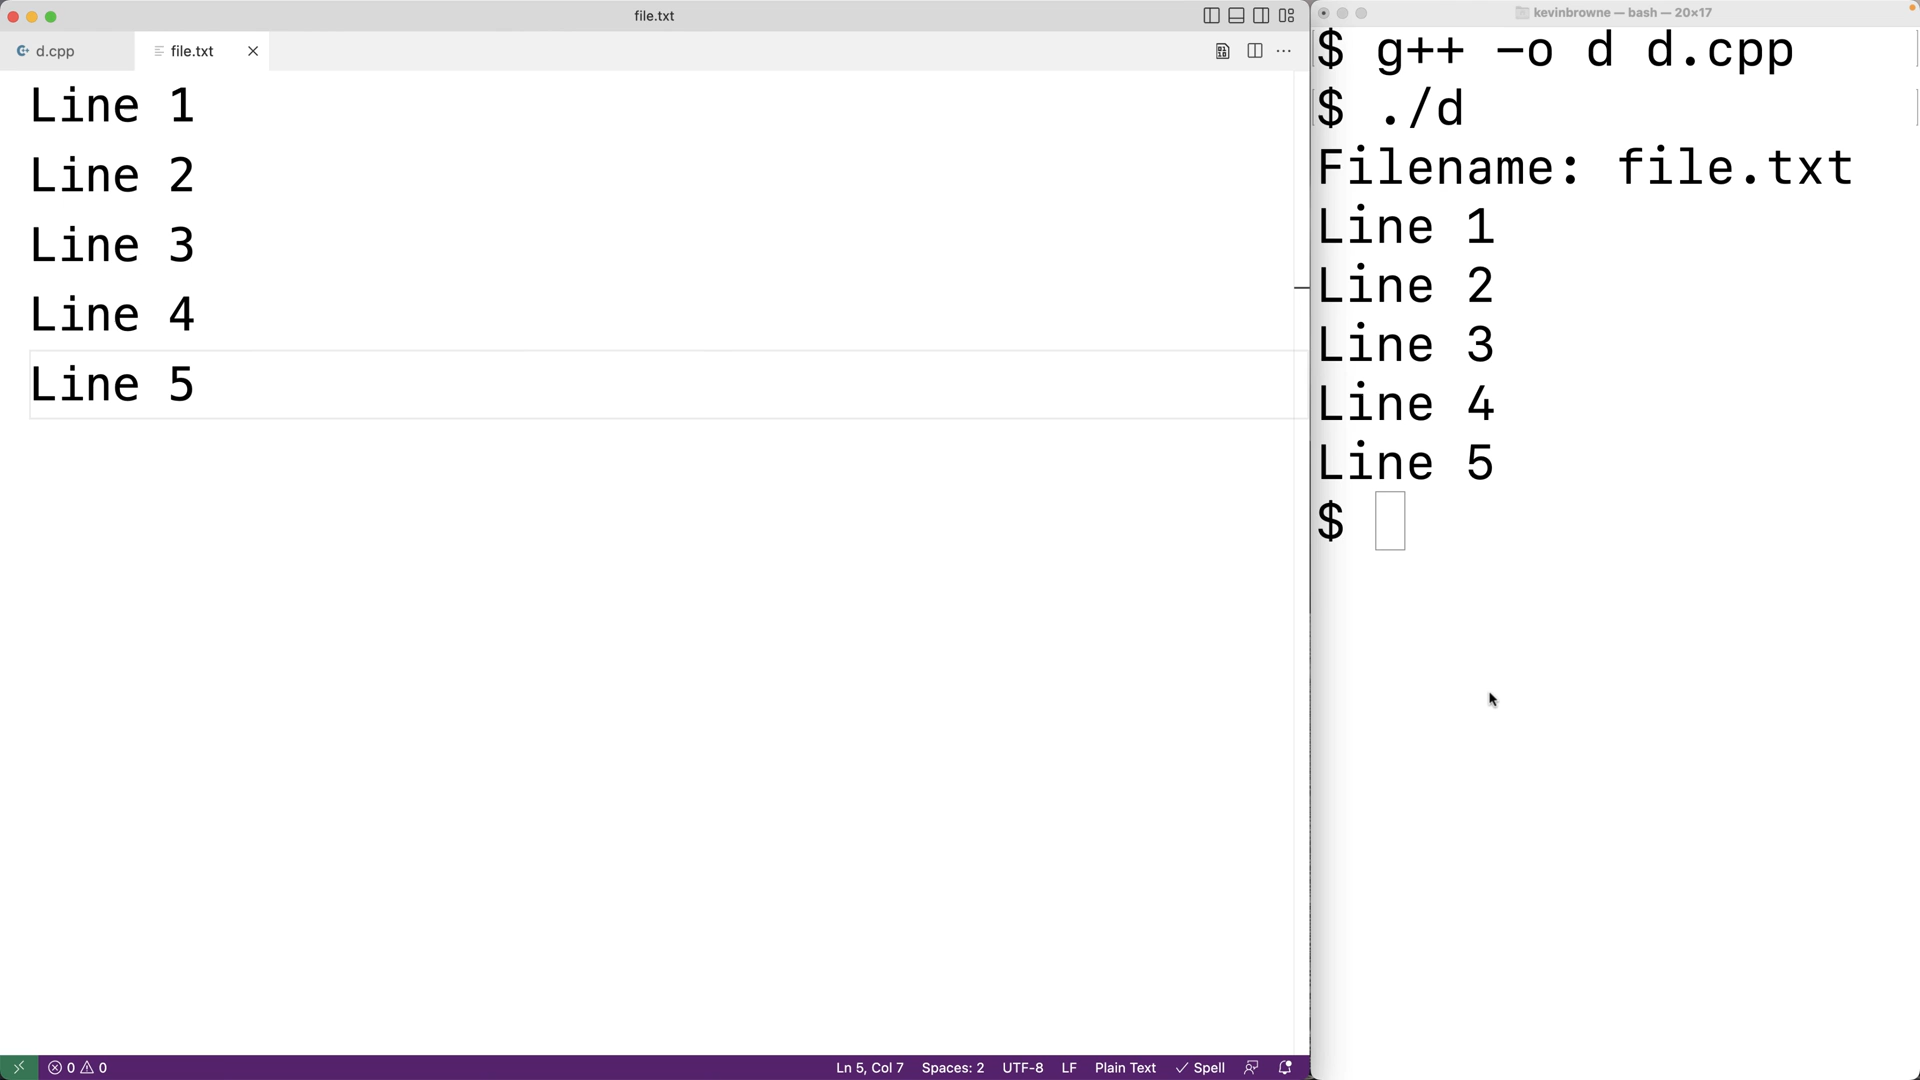 file.txt
d.cpp
file.txt
Line 1
Line 2
Line 3
Line 4
Line 5
0 0
Ln 5, Col 7 Spaces: 2 UTF-8 LF Plain Text Spell
kevinbrowne — bash — 20×17
$ g++ -o d d.cpp
$ ./d
Filename: file.txt
Line 1
Line 2
Line 3
Line 4
Line 5
$